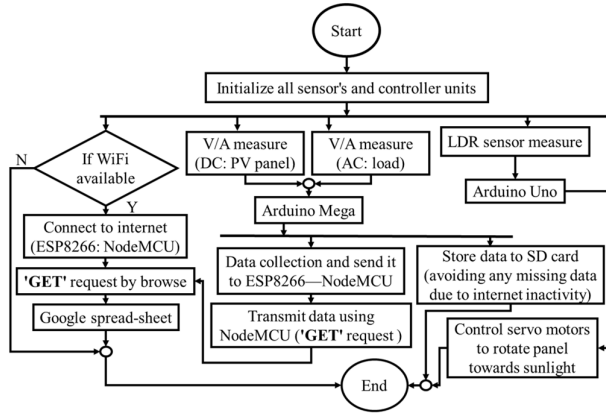 Start
Initialize all sensor's and controller units
N
If WiFi
available
Y
V/A measure
(DC: PV panel)
V/A measure
(AC: load)
LDR sensor measure
Arduino Uno
Arduino Mega
Connect to internet
(ESP8266: NodeMCU)
'GET' request by browse
Google spread-sheet
Data collection and send it
to ESP8266—NodeMCU
Transmit data using
NodeMCU ('GET' request )
Store data to SD card
(avoiding any missing data
due to internet inactivity)
Control servo motors
to rotate panel
towards sunlight
End